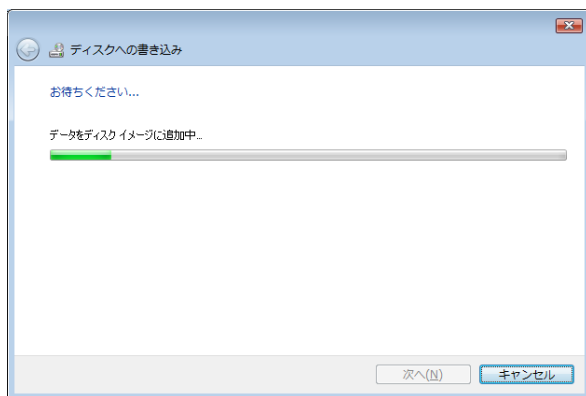 ディスクへの書き込み
お待ちください...
データをディスク イメージに追加中...
次へ(N)
キャンセル